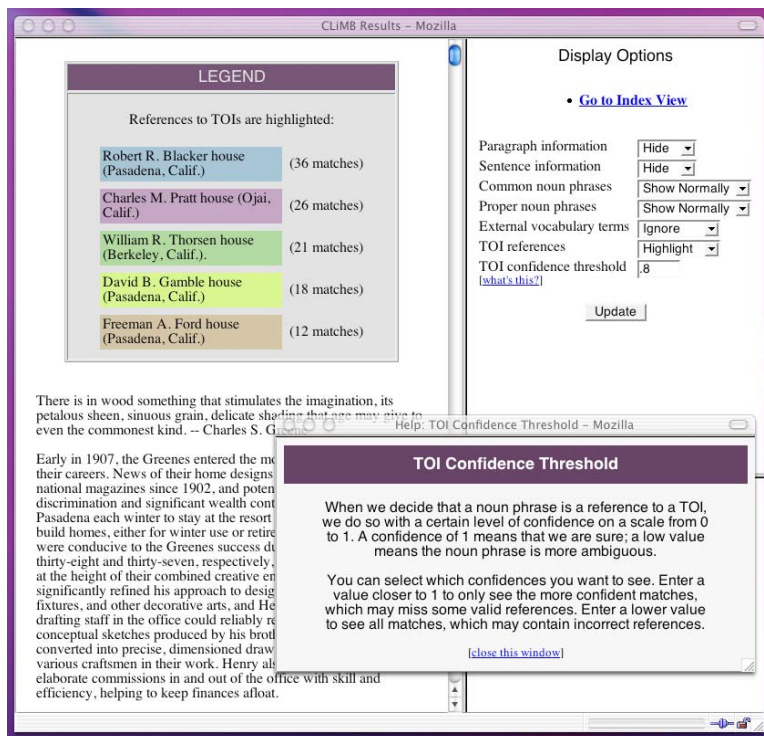 CLiMB Results – Mozilla
LEGEND
References to TOIs are highlighted:
Robert R. Blacker house
(Pasadena, Calif.)
(36 matches)
Charles M. Pratt house (Ojai,
Calif.)
(26 matches)
William R. Thorsen house
(Berkeley, Calif.).
(21 matches)
David B. Gamble house
(Pasadena, Calif.)
(18 matches)
Freeman A. Ford house
(Pasadena, Calif.)
(12 matches)
There is in wood something that stimulates the imagination, its
petalous sheen, sinuous grain, delicate shading that age may give to
even the commonest kind. -- Charles S. Greene
Early in 1907, the Greenes entered the
their careers. News of their home designs
national magazines since 1902, and
discrimination and significant wealth
Pasadena each winter to stay at the resort
build homes, either for winter use or
were conducive to the Greenes success
thirty-eight and thirty-seven, respectively,
at the height of their combined creative
significantly refined his approach to
fixtures, and other decorative arts, and
drafting staff in the office could reliably
conceptual sketches produced by his
converted into precise, dimensioned
various craftsmen in their work. Henry
elaborate commissions in and out of the office with skill and
efficiency, helping to keep finances afloat.
Display Options
• Go to Index View
Paragraph information Hide
Sentence information Hide
Common noun phrases Show Normally
Proper noun phrases Show Normally
External vocabulary terms Ignore
TOI references Highlight
TOI confidence threshold .8
[what's this?]
Update
Help: TOI Confidence Threshold – Mozilla
TOI Confidence Threshold
When we decide that a noun phrase is a reference to a TOI,
we do so with a certain level of confidence on a scale from 0
to 1. A confidence of 1 means that we are sure; a low value
means the noun phrase is more ambiguous.
You can select which confidences you want to see. Enter a
value closer to 1 to only see the more confident matches,
which may miss some valid references. Enter a lower value
to see all matches, which may contain incorrect references.
[close this window]